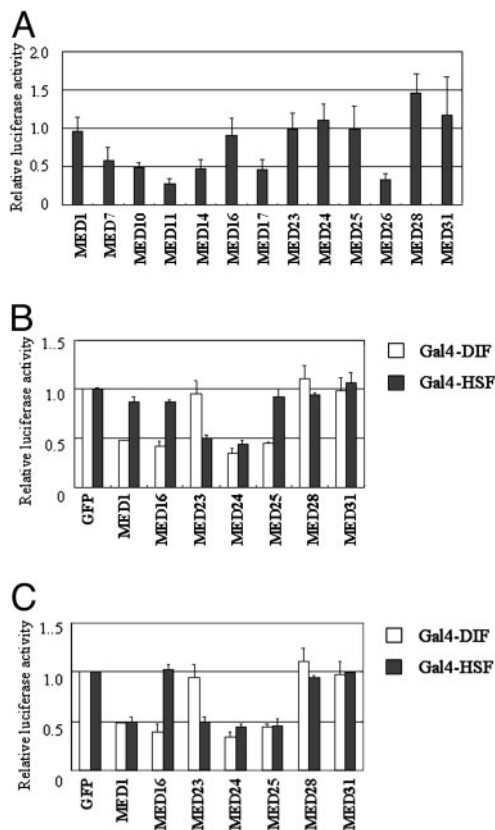 A
Relative luciferase activity
2.0
1.5
1.0
0.5
0
MED1
MED7
MED10
MED11
MED14
MED16
MED17
MED23
MED24
MED25
MED26
MED28
MED31
B
Relative luciferase activity
1..5
1.0
0.5
0
GFP
MED1
MED16
MED23
MED24
MED25
MED28
MED31
Gal4-DIF
Gal4-HSF
C
Relative luciferase activity
1..5
1.0
0.5
0
GFP
MED1
MED16
MED23
MED24
MED25
MED28
MED31
Gal4-DIF
Gal4-HSF